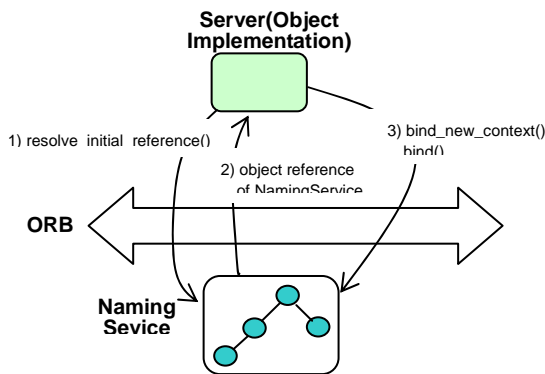 Server(Object
Implementation)
1) resolve_initial_reference()
2) object reference
of NamingService
3) bind_new_context()
bind()
ORB
Naming
Sevice